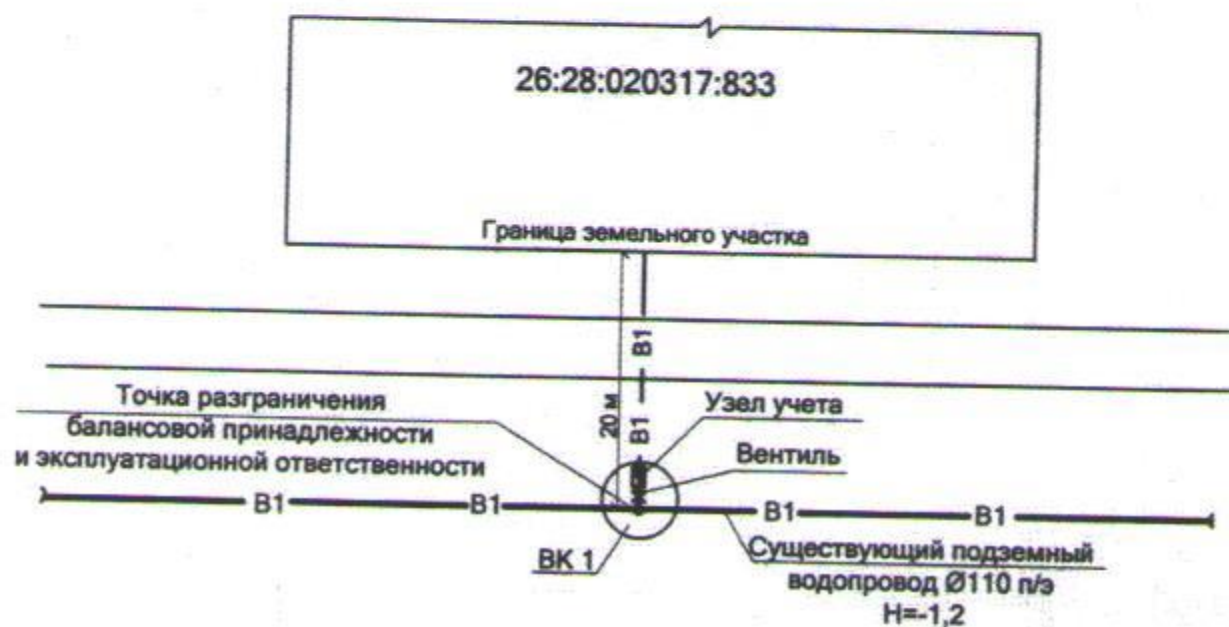 26:28:020317:833
Граница земельного участка
В1
В1
20 м
Точка разграничения
балансовой принадлежности
и эксплуатационной ответственности
Узел учета
Вентиль
В1
В1
В1
В1
ВК 1
Существующий подземный
водопровод Ø110 п/э
Н=-1,2